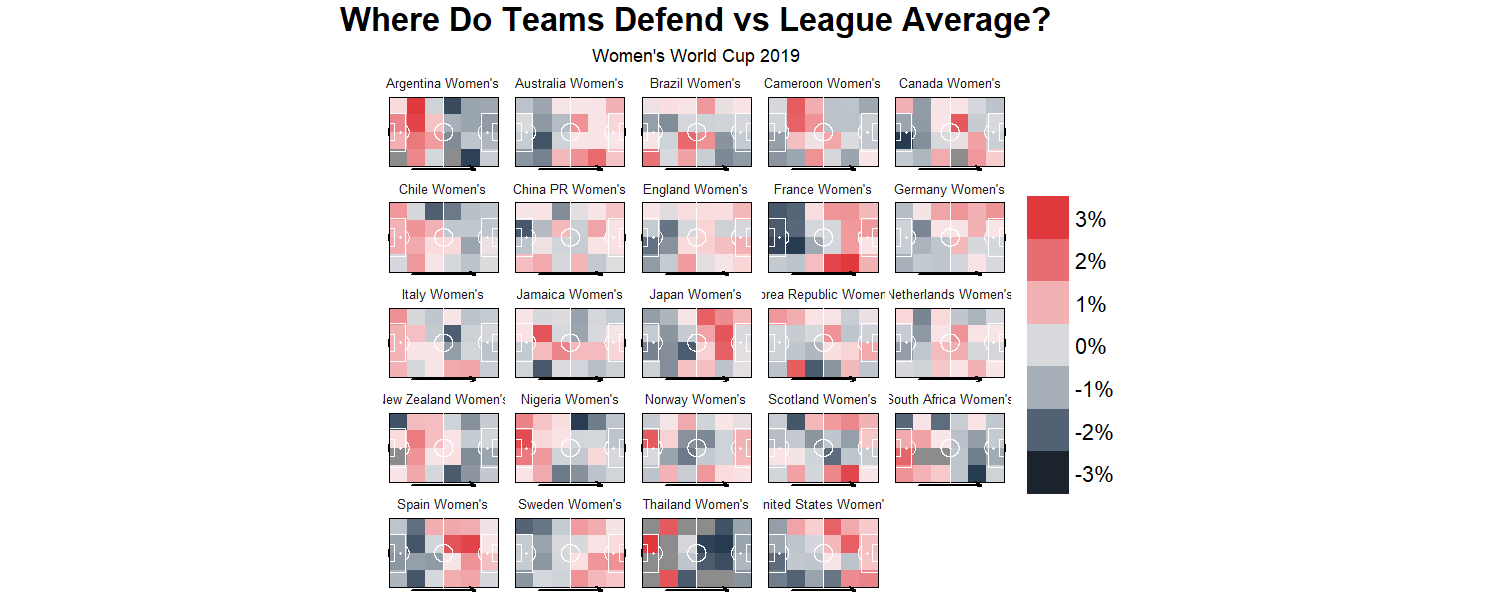 Where Do Teams Defend vs League Average?
Women's World Cup 2019
Argentina Women's Australia Women's Brazil Women's Cameroon Women's Canada Women's
Chile Women's China PR Women's England Women's France Women's Germany Women's
Italy Women's Jamaica Women's Japan Women's orea Republic Women Netherlands Women's
New Zealand Women's Nigeria Women's Norway Women's Scotland Women's South Africa Women's
Spain Women's Sweden Women's Thailand Women's nited States Women's
3%
2%
1%
0%
-1%
-2%
-3%